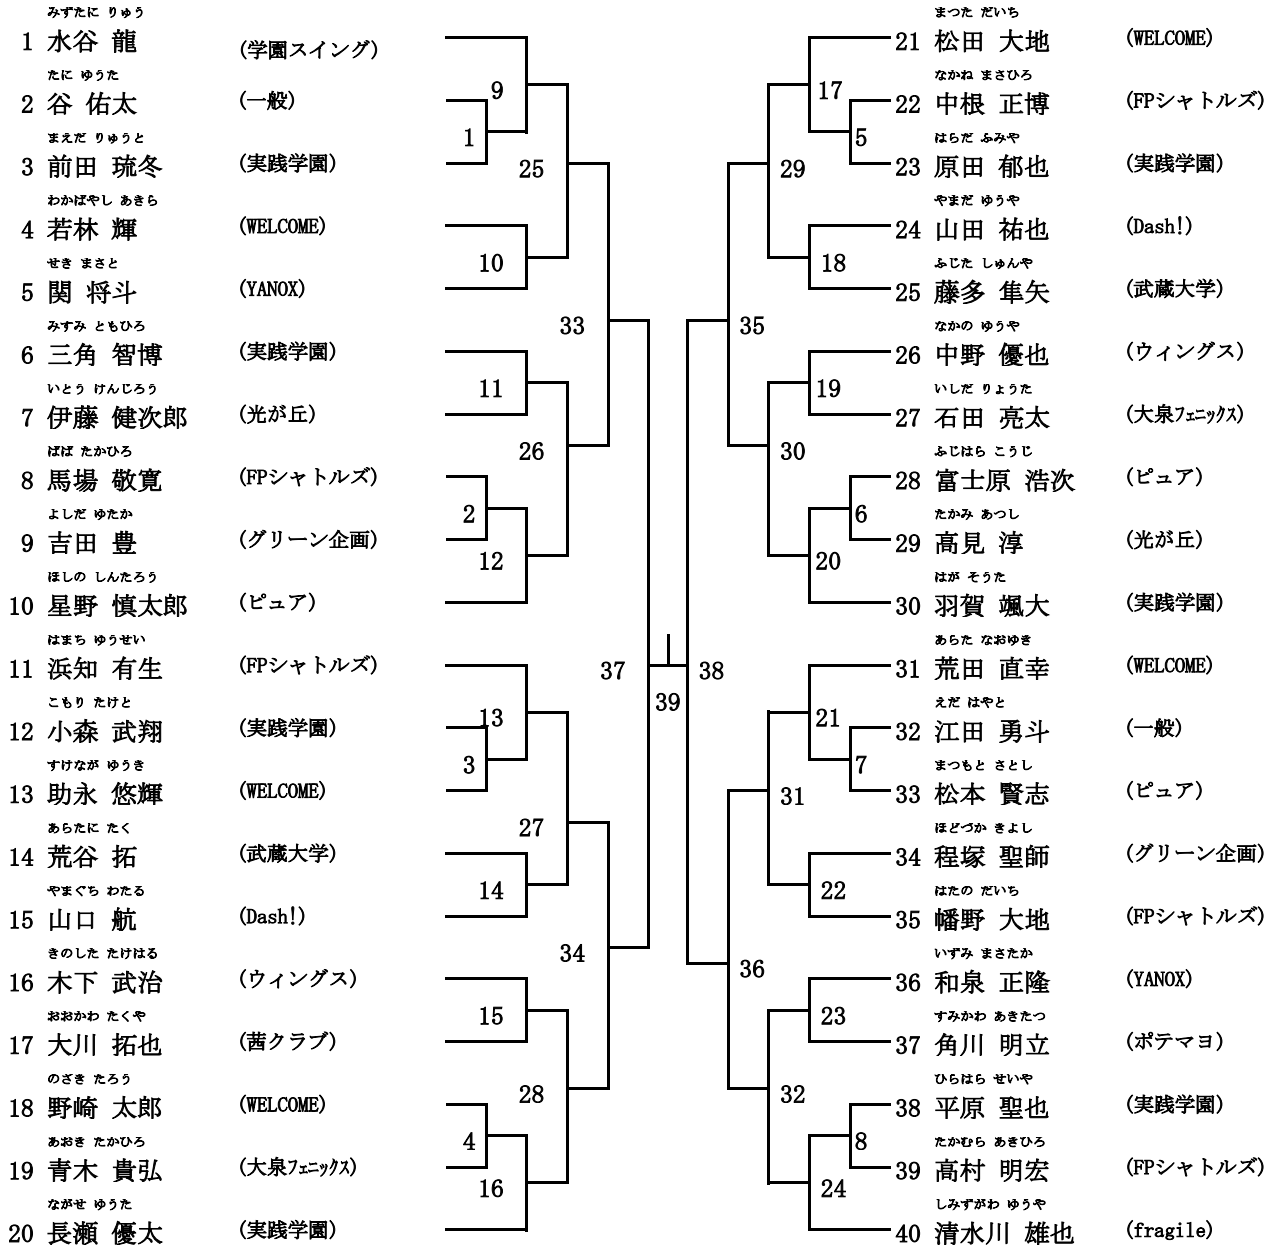 みずたに りゅう
1 水谷 龍 (学園スイング)
たに ゆうた
2 谷 佑太 (一般)
まえだ りゅうと
3 前田 琉冬 (実践学園)
わかばやし あきら
4 若林 輝 (WELCOME)
せき まさと
5 関 将斗 (YANOX)
みすみ ともひろ
6 三角 智博 (実践学園)
いとう けんじろう
7 伊藤 健次郎 (光が丘)
ばば たかひろ
8 馬場 敬寛 (FPシャトルズ)
よしだ ゆたか
9 吉田 豊 (グリーン企画)
ほしの しんたろう
10 星野 慎太郎 (ピュア)
はまち ゆうせい
11 浜知 有生 (FPシャトルズ)
こもり たけと
12 小森 武翔 (実践学園)
すけなが ゆうき
13 助永 悠輝 (WELCOME)
あらたに たく
14 荒谷 拓 (武蔵大学)
やまぐち わたる
15 山口 航 (Dash!)
きのした たけはる
16 木下 武治 (ウィングス)
おおかわ たくや
17 大川 拓也 (茜クラブ)
のざき たろう
18 野崎 太郎 (WELCOME)
あおき たかひろ
19 青木 貴弘 (大泉フェニックス)
ながせ ゆうた
20 長瀬 優太 (実践学園)
9
1
25
10
33
11
26
2
12
37
13
3
27
14
34
15
28
4
16
39
38
17
5
29
18
35
19
30
6
20
21
7
31
22
36
23
32
8
24
まつた だいち
21 松田 大地 (WELCOME)
なかね まさひろ
22 中根 正博 (FPシャトルズ)
はらだ ふみや
23 原田 郁也 (実践学園)
やまだ ゆうや
24 山田 祐也 (Dash!)
ふじた しゅんや
25 藤多 隼矢 (武蔵大学)
なかの ゆうや
26 中野 優也 (ウィングス)
いしだ りょうた
27 石田 亮太 (大泉フェニックス)
ふじはら こうじ
28 富士原 浩次 (ピュア)
たかみ あつし
29 高見 淳 (光が丘)
はが そうた
30 羽賀 颯大 (実践学園)
あらた なおゆき
31 荒田 直幸 (WELCOME)
えだ はやと
32 江田 勇斗 (一般)
まつもと さとし
33 松本 賢志 (ピュア)
ほどづか きよし
34 程塚 聖師 (グリーン企画)
はたの だいち
35 幡野 大地 (FPシャトルズ)
いずみ まさたか
36 和泉 正隆 (YANOX)
すみかわ あきたつ
37 角川 明立 (ポテマヨ)
ひらはら せいや
38 平原 聖也 (実践学園)
たかむら あきひろ
39 高村 明宏 (FPシャトルズ)
しみずがわ ゆうや
40 清水川 雄也 (fragile)